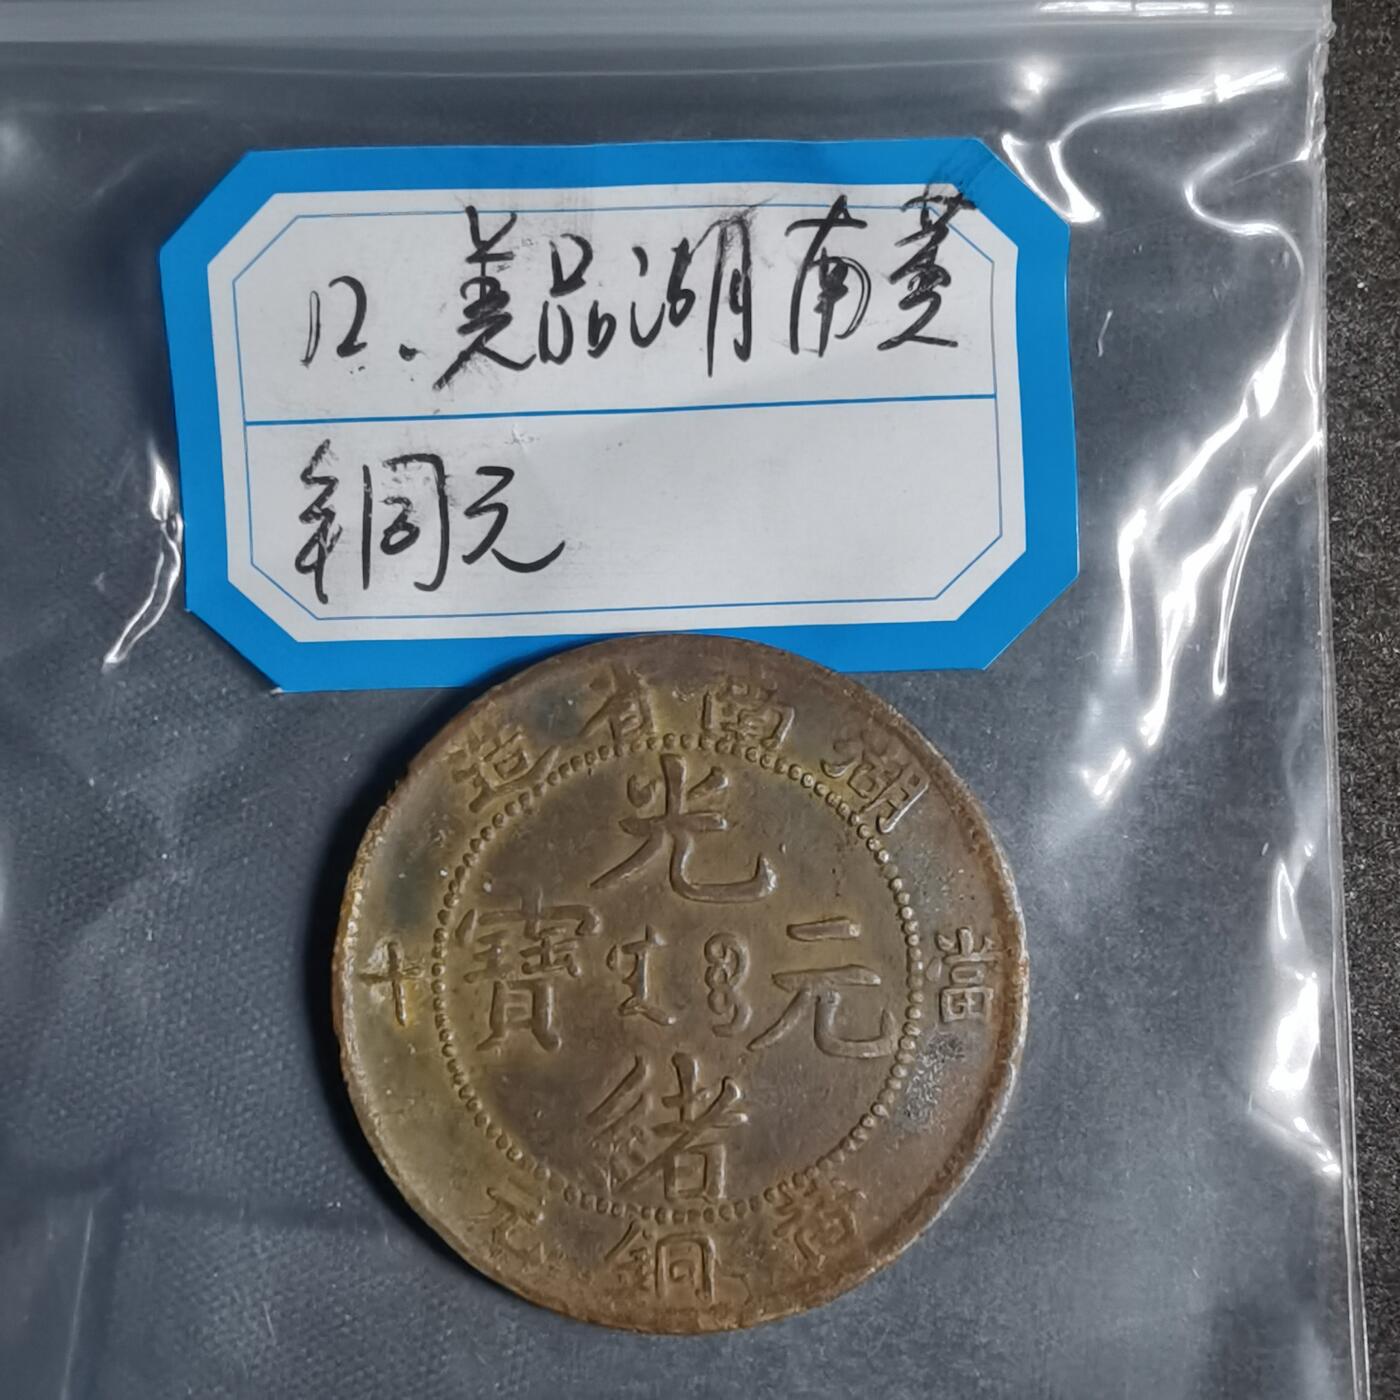 12.美品湖南黄
铜元
湖南省造
當十
黃銅元
光緒元寶